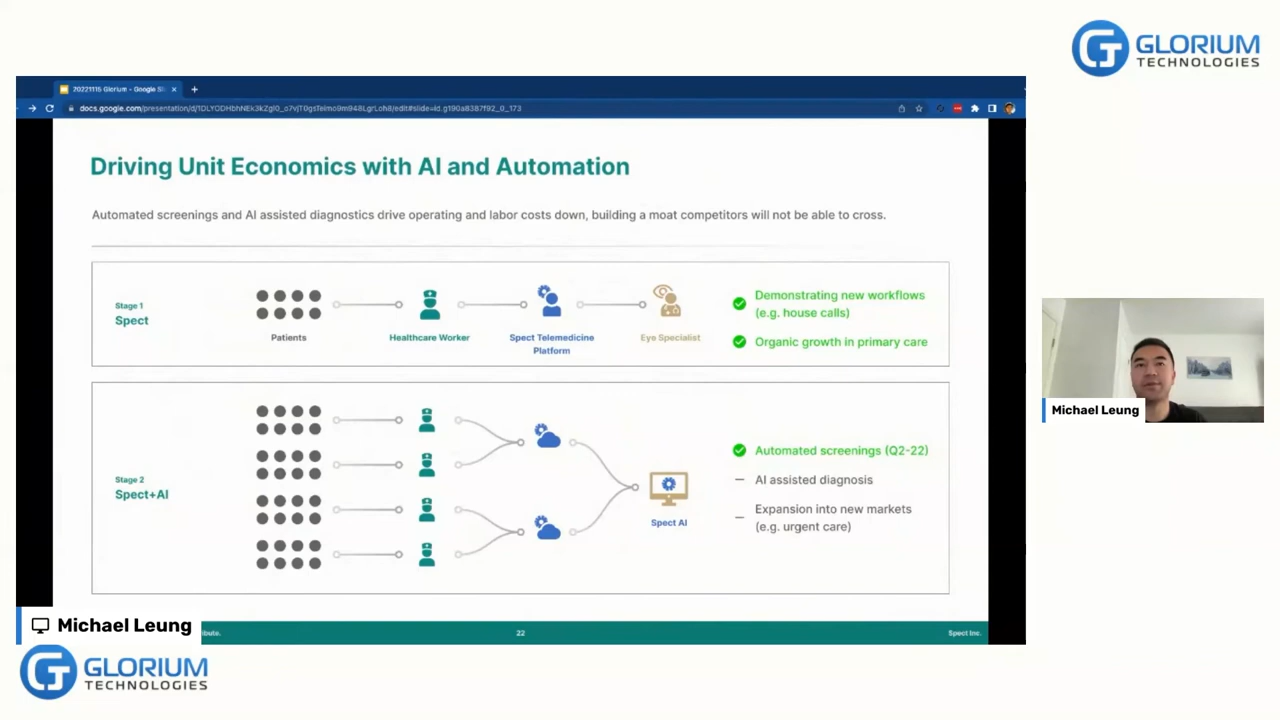 GLORIUM
TECHNOLOGIES
20221115 Glorium - Google Sli
Driving Unit Economics with AI and Automation
Automated screenings and AI assisted diagnostics drive operating and labor costs down, building a moat competitors will not be able to cross.
Stage 1
Spect
Patients
Healthcare Worker
Spect Telemedicine
Platform
Eye Specialist
Demonstrating new workflows
(e.g. house calls)
Organic growth in primary care
Stage 2
Spect+AI
Spect AI
Automated screenings (Q2-22)
AI assisted diagnosis
Expansion into new markets
(e.g. urgent care)
Michael Leung
Michael Leung
22
Spect Inc.
GLORIUM
TECHNOLOGIES